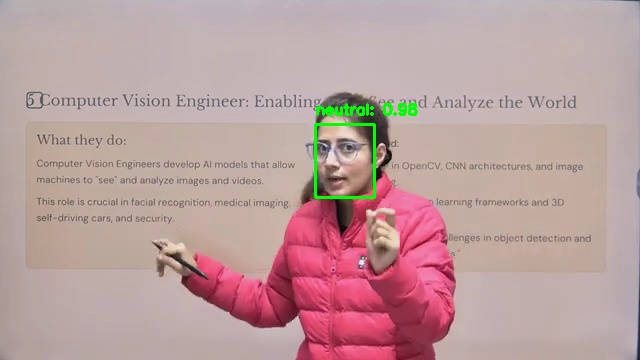 5 Computer Vision Engineer: Enabling See and Analyze the World
neutral: 0.98
What they do:
Computer Vision Engineers develop AI models that allow
machines to "see" and analyze images and videos.
This role is crucial in facial recognition, medical imaging,
self-driving cars, and security.
in OpenCV, CNN architectures, and image
learning frameworks and 3D
in object detection and